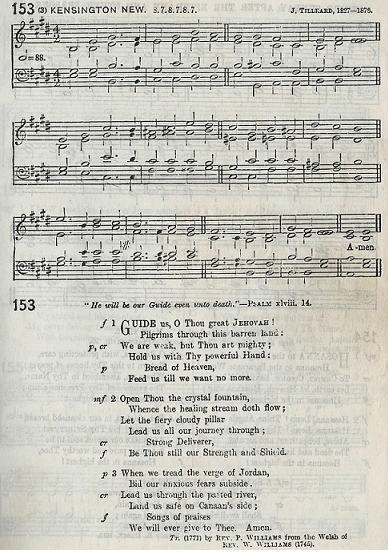 153 (3) KENSINGTON NEW. 8.7.8.7.8.7. J. TILLEARD, 1827—1876.
=88.
A - men.
153 "He will be our Guide even unto death."—PSALM xlviii. 14.
f 1 GUIDE us, O Thou great JEHOVAH!
Pilgrims through this barren land:
p, cr We are weak, but Thou art mighty;
Hold us with Thy powerful Hand:
p Bread of Heaven,
Feed us till we want no more.
mf 2 Open Thou the crystal fountain,
Whence the healing stream doth flow;
Let the fiery cloudy pillar
Lead us all our journey through;
cr Strong Deliverer,
f Be Thou still our Strength and Shield.
p 3 When we tread the verge of Jordan,
Bid our anxious fears subside.
cr Lead us through the parted river,
Land us safe on Canaan's side;
f Songs of praises
We will ever give to Thee. Amen.
Tr. (1771) by REV. P. WILLIAMS from the Welsh of
REV. W. WILLIAMS (1745).